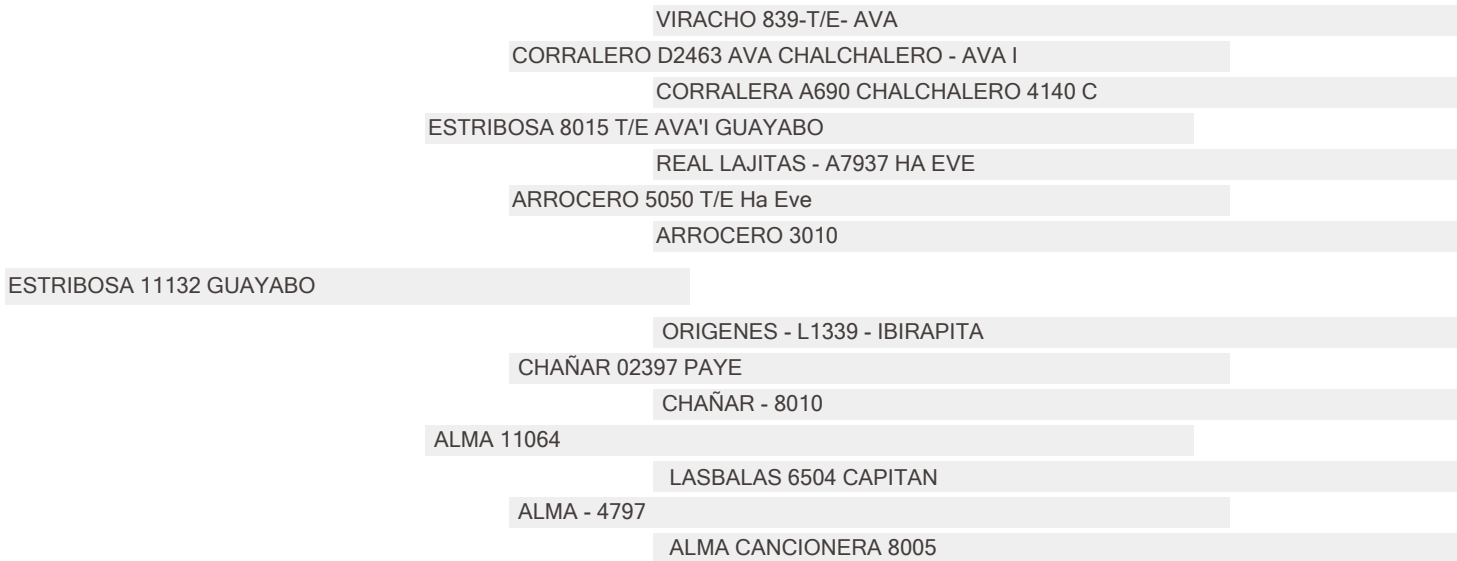 VIRACHO 839-T/E- AVA
CORRALERO D2463 AVA CHALCHALERO - AVA I
CORRALERA A690 CHALCHALERO 4140 C
ESTRIBOSA 8015 T/E AVA'I GUAYABO
REAL LAJITAS - A7937 HA EVE
ARROCERO 5050 T/E Ha Eve
ARROCERO 3010
ESTRIBOSA 11132 GUAYABO
ORIGENES - L1339 - IBIRAPITA
CHAÑAR 02397 PAYE
CHAÑAR - 8010
ALMA 11064
LASBALAS 6504 CAPITAN
ALMA - 4797
ALMA CANCIONERA 8005